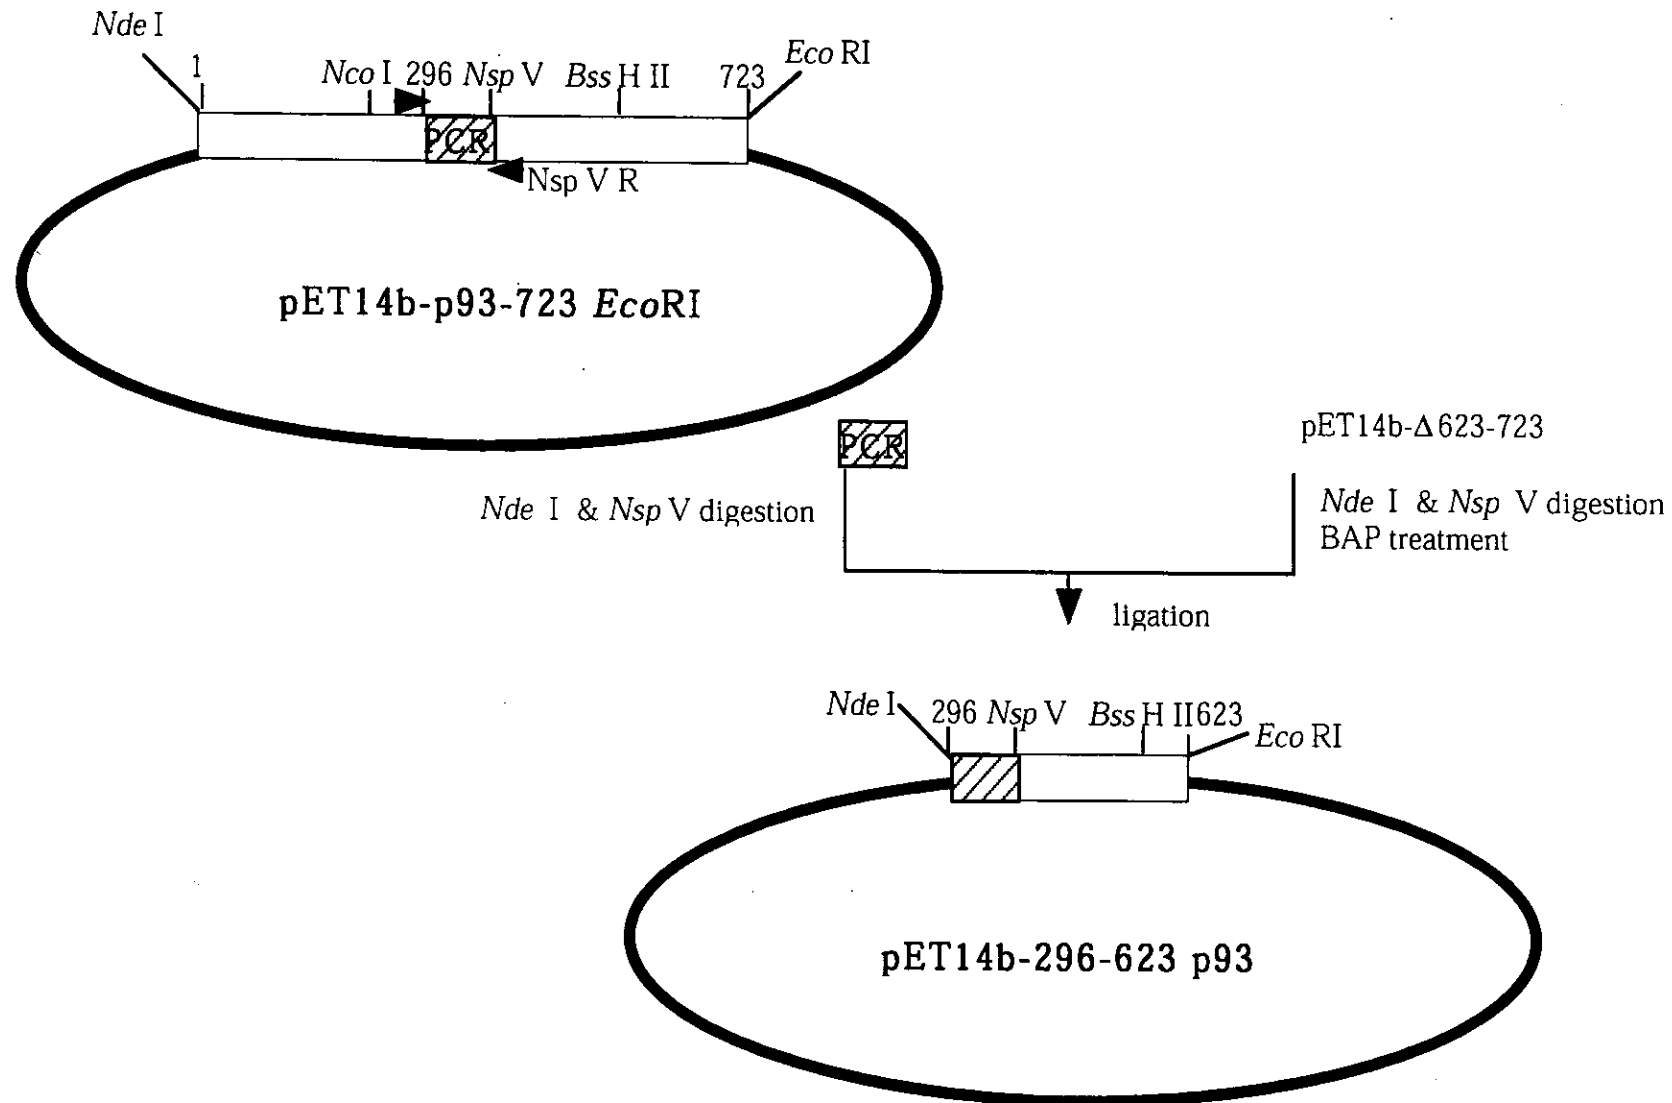 Nde I
1
Nco I 296 Nsp V Bss H II 723
Eco RI
PCR
Nsp V R
pET14b-p93-723 EcoRI
PCR
pET14b-Δ623-723
Nde I & Nsp V digestion
Nde I & Nsp V digestion
BAP treatment
ligation
Nde I
296 Nsp V Bss H II 623
Eco RI
pET14b-296-623 p93